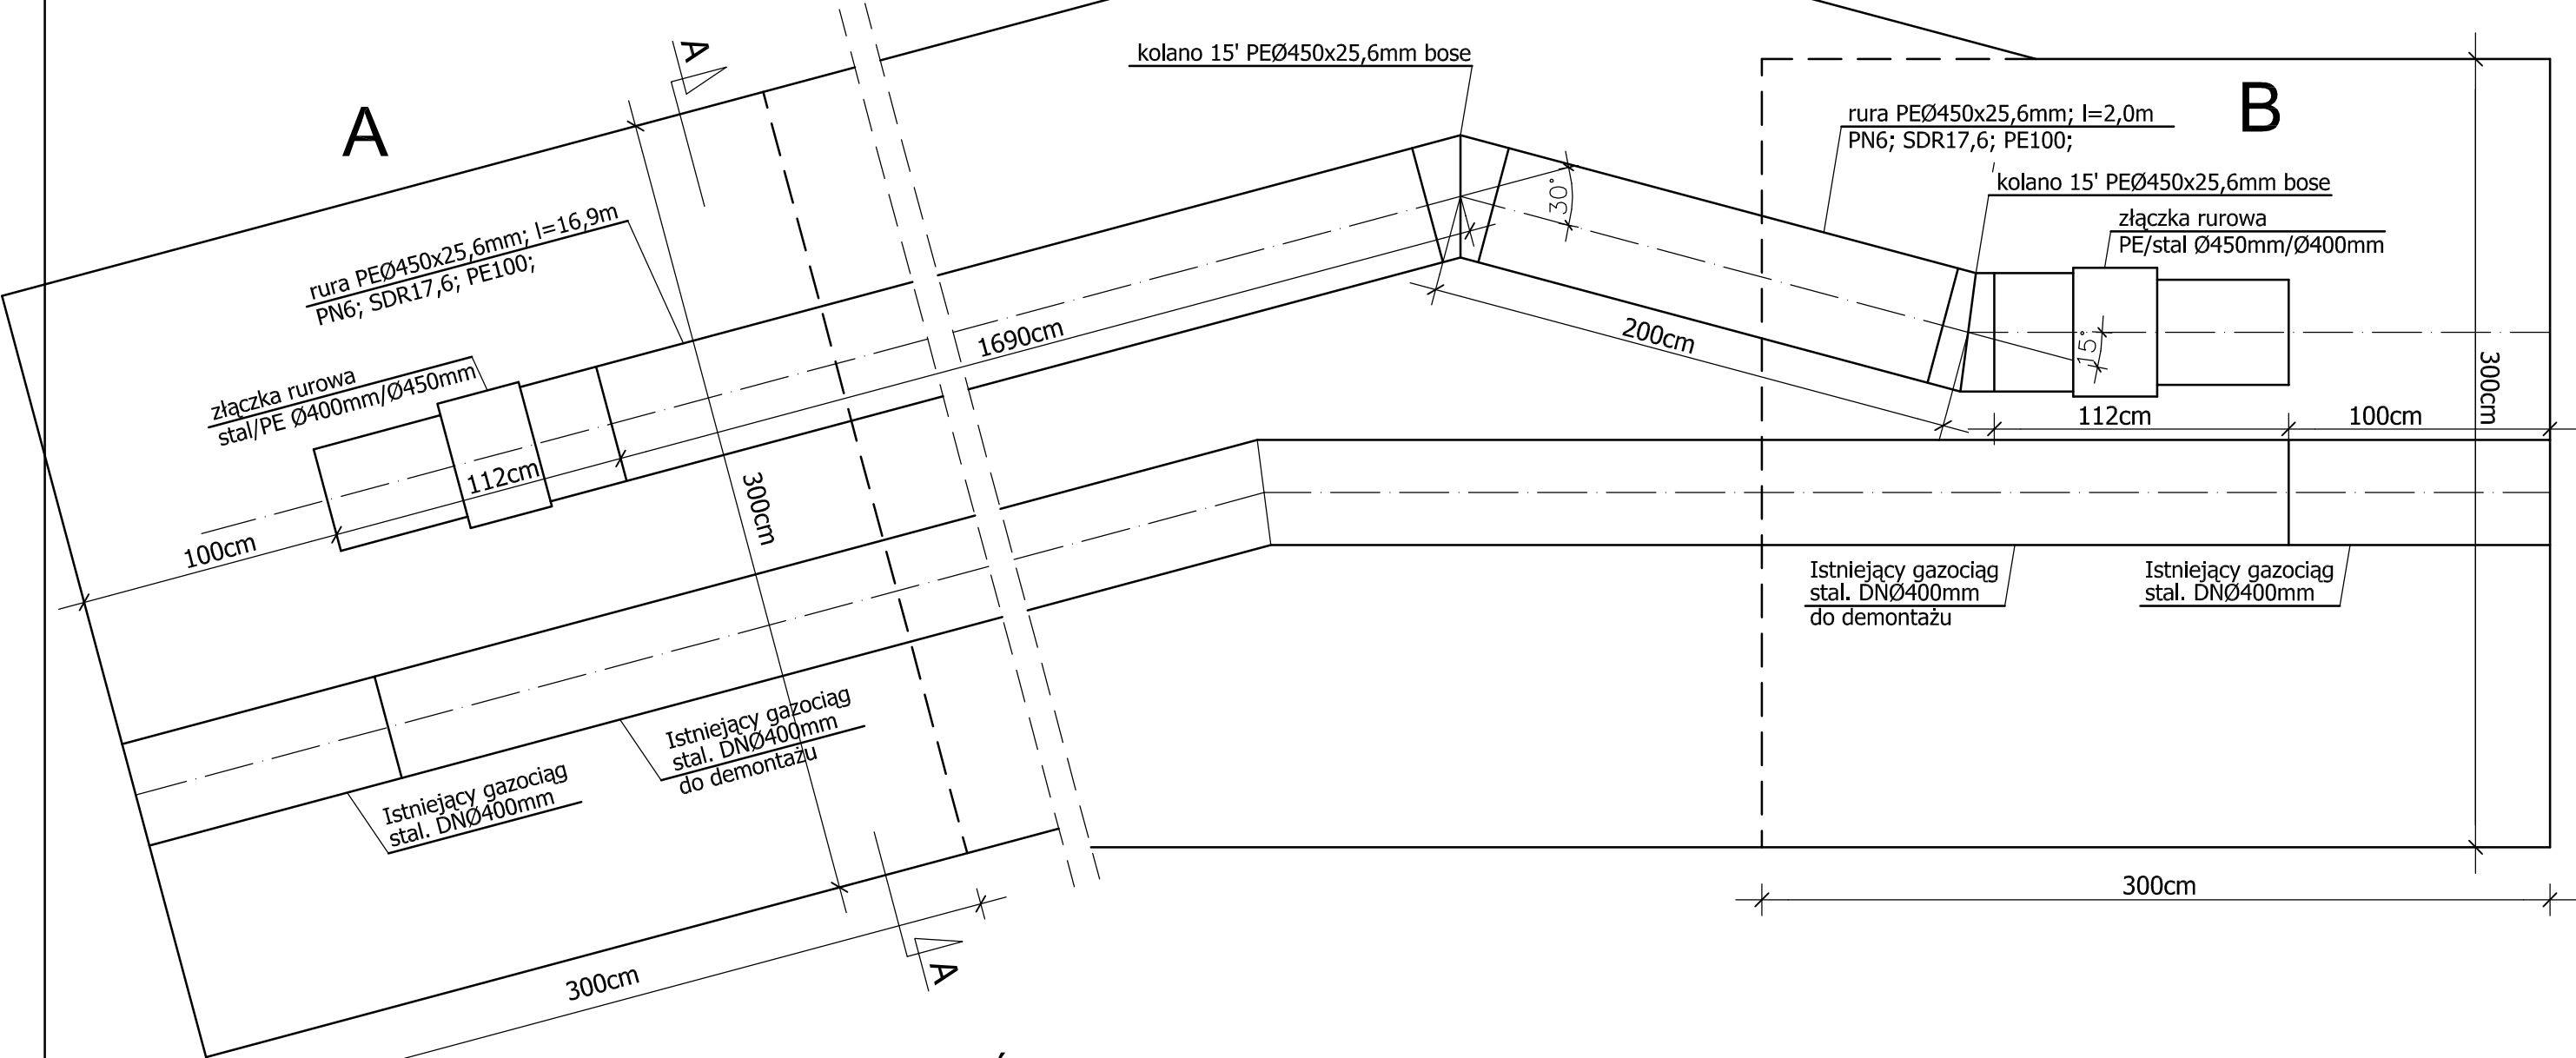 A
A
kolano 15' PEØ450x25,6mm bose
B
rura PEØ450x25,6mm; l=2,0m
PN6; SDR17,6; PE100;
kolano 15' PEØ450x25,6mm bose
złączka rurowa
PE/stal Ø450mm/Ø400mm
30°
15°
rura PEØ450x25,6mm; l=16,9m
PN6; SDR17,6; PE100;
złączka rurowa
stal/PE Ø400mm/Ø450mm
1690cm
200cm
300cm
112cm
100cm
112cm
100cm
300cm
Istniejący gazociąg
stal. DNØ400mm
do demontażu
Istniejący gazociąg
stal. DNØ400mm
Istniejący gazociąg
stal. DNØ400mm
do demontażu
Istniejący gazociąg
stal. DNØ400mm
300cm
A
300cm